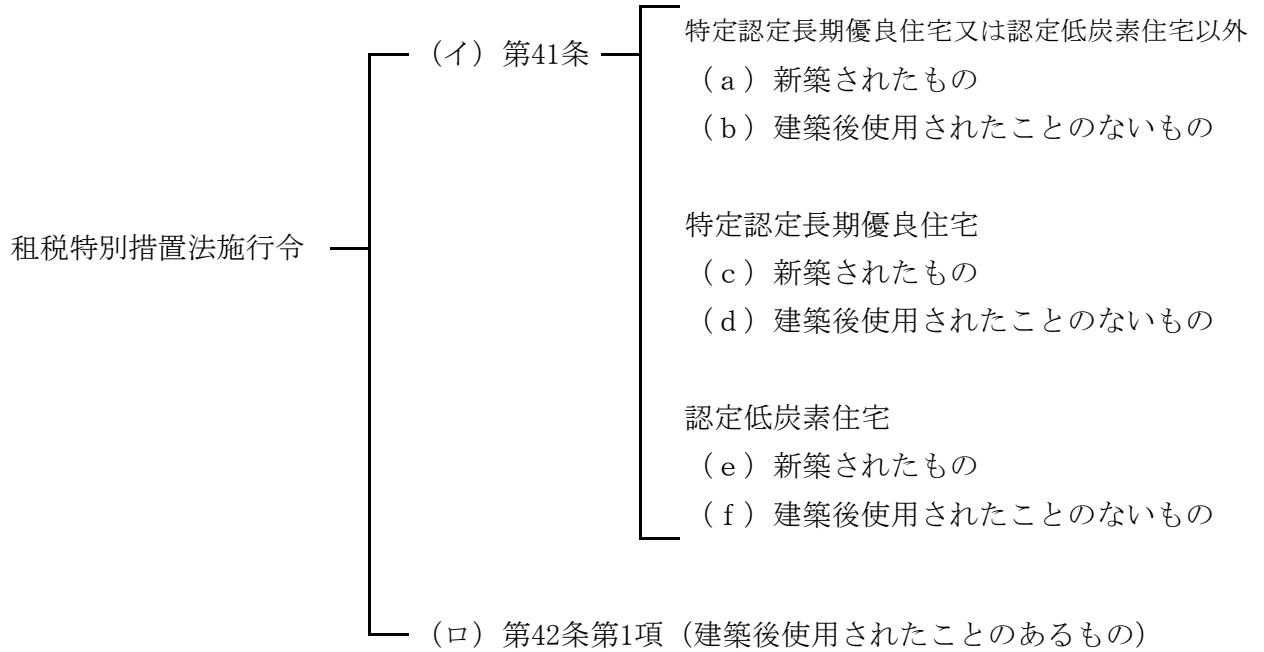 特定認定長期優良住宅又は認定低炭素住宅以外
(イ) 第41条
(a) 新築されたもの
(b) 建築後使用されたことのないもの
特定認定長期優良住宅
租税特別措置法施行令
(c) 新築されたもの
(d) 建築後使用されたことのないもの
認定低炭素住宅
(e) 新築されたもの
(f) 建築後使用されたことのないもの
(ロ) 第42条第1項(建築後使用されたことのあるもの)